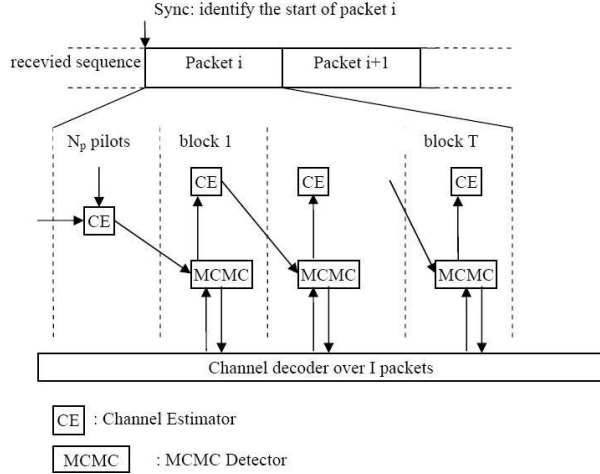 Sync: identify the start of packet i
recevied sequence
Packet i
Packet i+1
Np pilots
block 1
block T
CE
CE
CE
CE
MCMC
MCMC
MCMC
Channel decoder over I packets
CE : Channel Estimator
MCMC : MCMC Detector